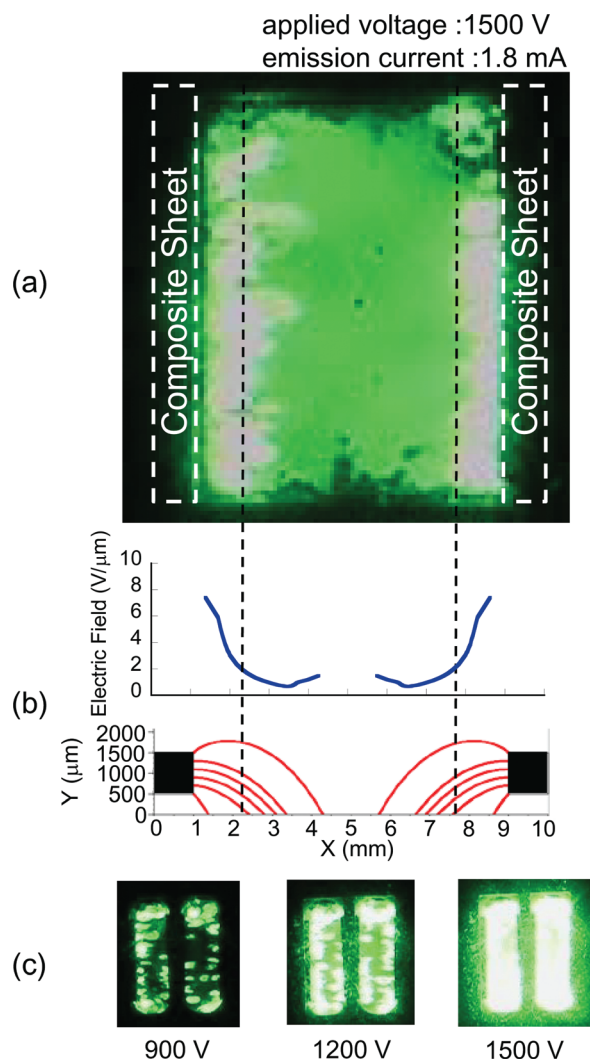 applied voltage :1500 V
emission current :1.8 mA
(a)
Composite Sheet
Composite Sheet
(b)
Electric Field (V/μm)
10
8
6
4
2
0
Y (μm)
2000
1500
1000
500
0
0 1 2 3 4 5 6 7 8 9 10
X (mm)
(c)
900 V 1200 V 1500 V